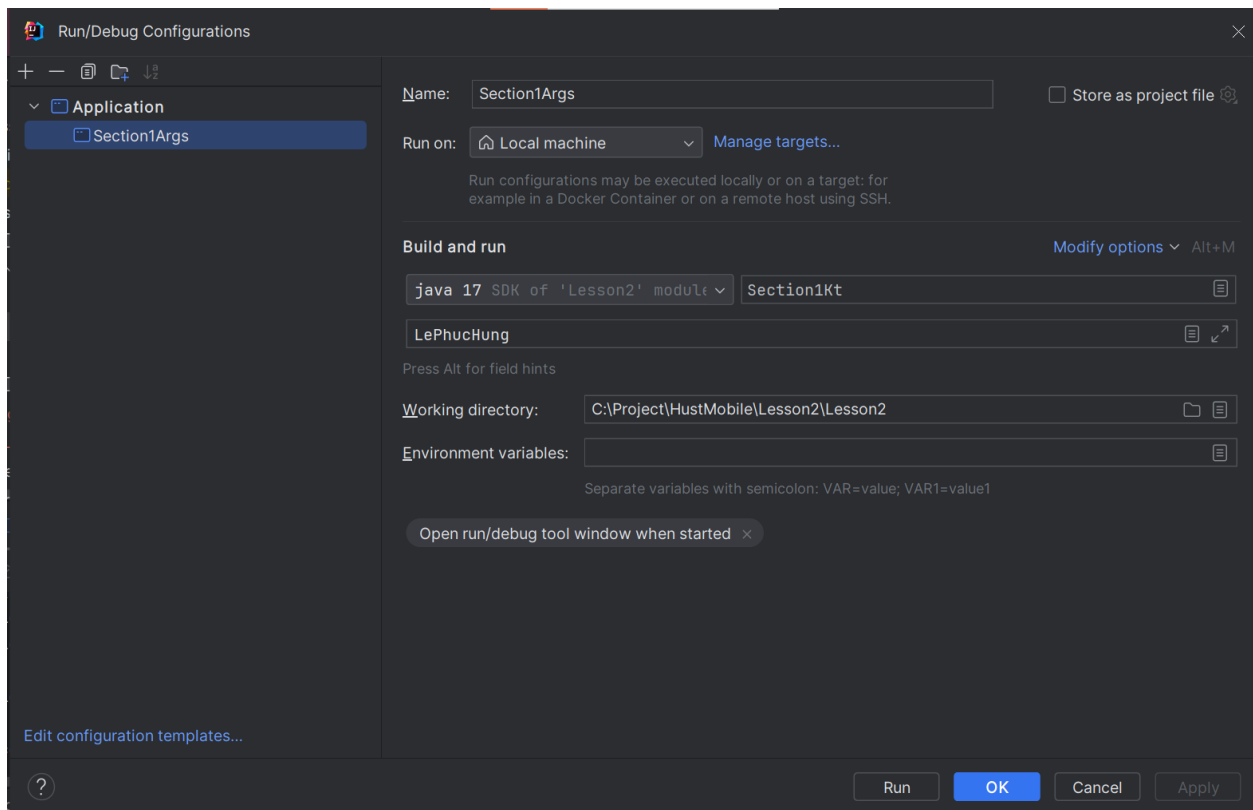 Run/Debug Configurations
Application
Section1Args
Edit configuration templates...
Name: Section1Args
Store as project file
Run on: Local machine
Manage targets...
Run configurations may be executed locally or on a target: for
example in a Docker Container or on a remote host using SSH.
Build and run
Modify options Alt+M
java 17 SDK of 'Lesson2' module
Section1Kt
LePhucHung
Press Alt for field hints
Working directory: C:\Project\HustMobile\Lesson2\Lesson2
Environment variables:
Separate variables with semicolon: VAR=value; VAR1=value1
Open run/debug tool window when started
? Run OK Cancel Apply